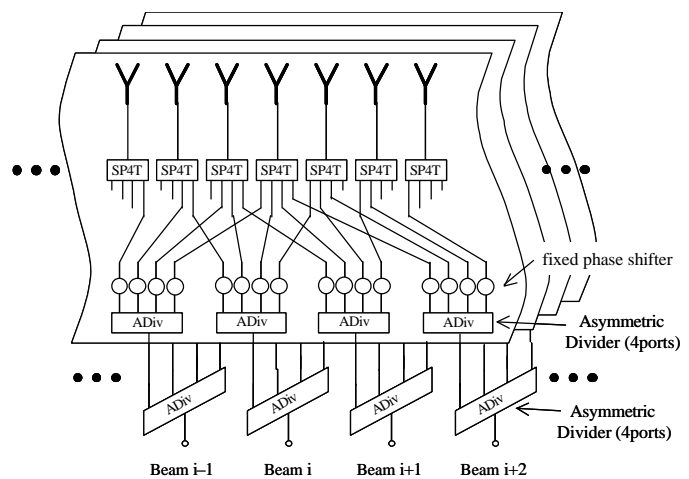 SP4T SP4T SP4T SP4T SP4T SP4T SP4T
fixed phase shifter
ADiv ADiv ADiv ADiv
Asymmetric
Divider (4ports)
ADiv ADiv ADiv ADiv
Asymmetric
Divider (4ports)
Beam i–1 Beam i Beam i+1 Beam i+2